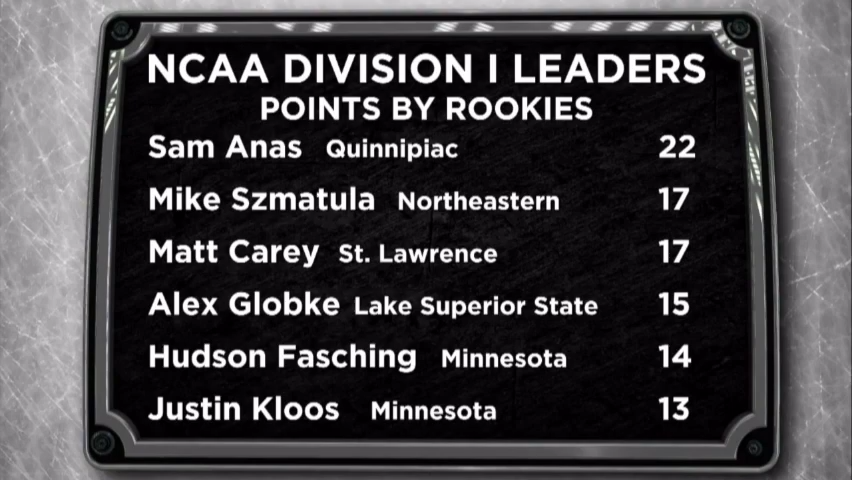 NCAA DIVISION I LEADERS
POINTS BY ROOKIES
Sam Anas Quinnipiac 22
Mike Szmatula Northeastern 17
Matt Carey St. Lawrence 17
Alex Globke Lake Superior State 15
Hudson Fasching Minnesota 14
Justin Kloos Minnesota 13